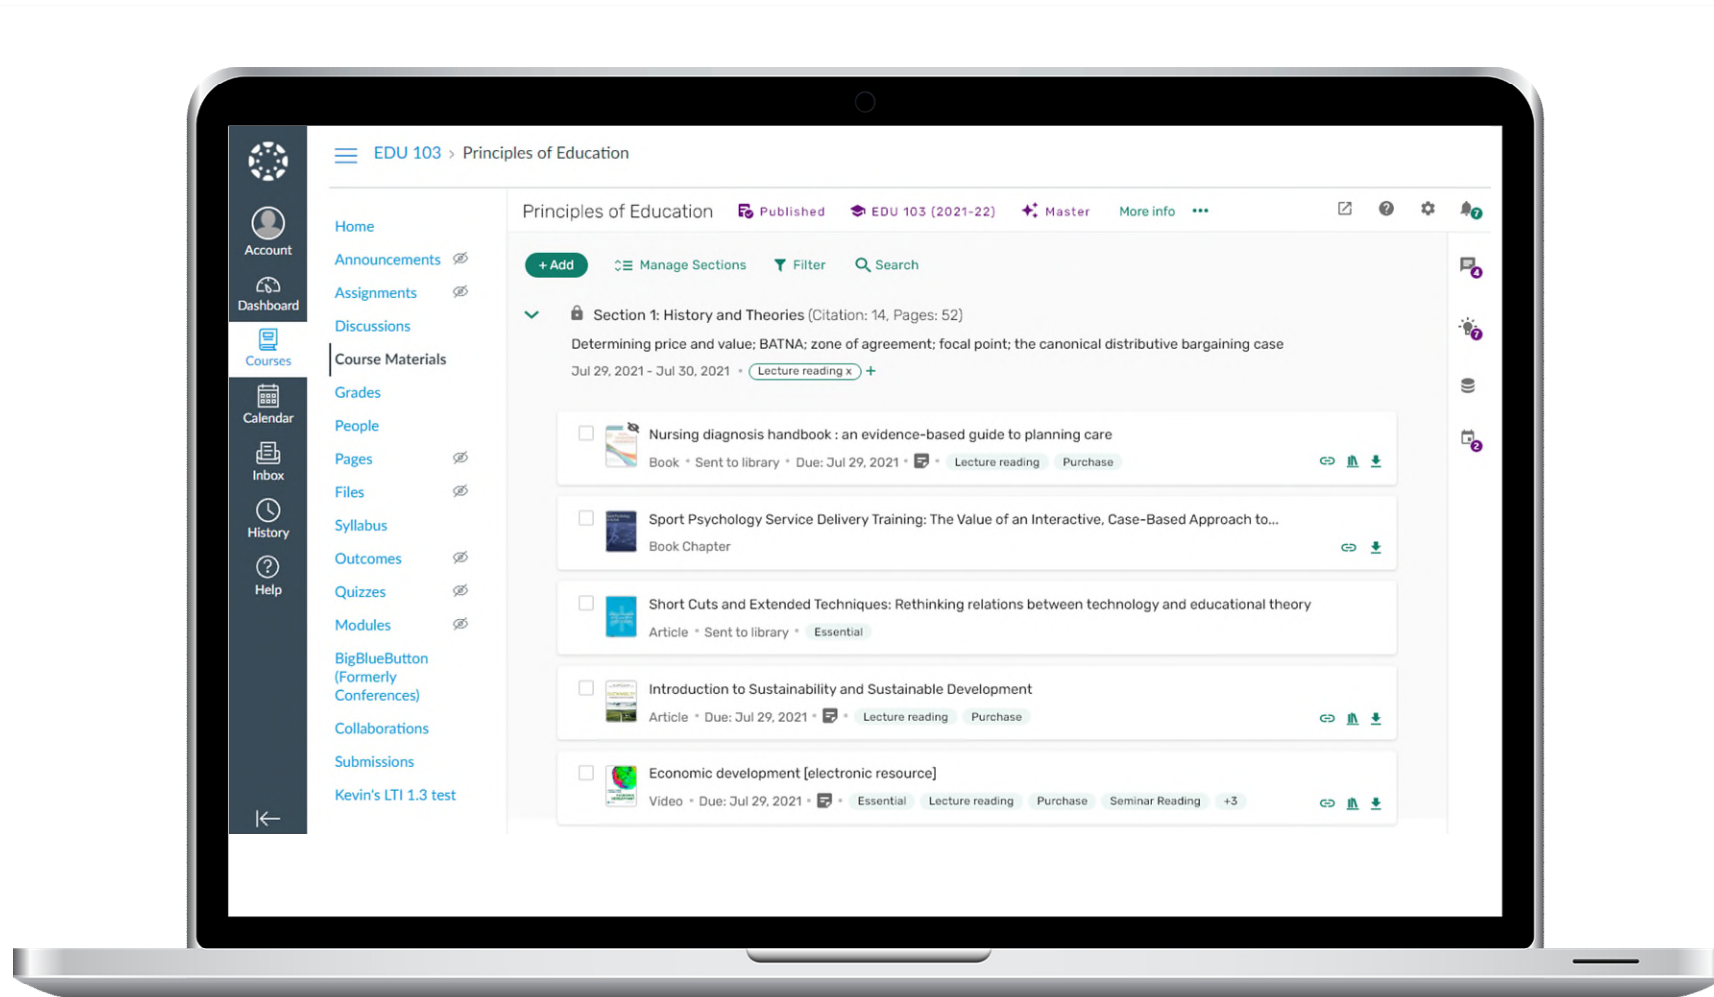 EDU 103 > Principles of Education
Account
Dashboard
Courses
Calendar
Inbox
History
Help
Home
Announcements
Assignments
Discussions
Course Materials
Grades
People
Pages
Files
Syllabus
Outcomes
Quizzes
Modules
BigBlueButton
(Formerly
Conferences)
Collaborations
Submissions
Kevin's LTI 1.3 test
Principles of Education Published EDU 103 (2021-22) Master More info ••• 7
+ Add Manage Sections Filter Search
Section 1: History and Theories (Citation: 14, Pages: 52)
Determining price and value; BATNA; zone of agreement; focal point; the canonical distributive bargaining case
Jul 29, 2021 - Jul 30, 2021 • Lecture reading x +
Nursing diagnosis handbook : an evidence-based guide to planning care
Book • Sent to library • Due: Jul 29, 2021 • • Lecture reading Purchase
Sport Psychology Service Delivery Training: The Value of an Interactive, Case-Based Approach to...
Book Chapter
Short Cuts and Extended Techniques: Rethinking relations between technology and educational theory
Article • Sent to library • Essential
Introduction to Sustainability and Sustainable Development
Article • Due: Jul 29, 2021 • • Lecture reading Purchase
Economic development [electronic resource]
Video • Due: Jul 29, 2021 • • Essential Lecture reading Purchase Seminar Reading +3
4
7
2